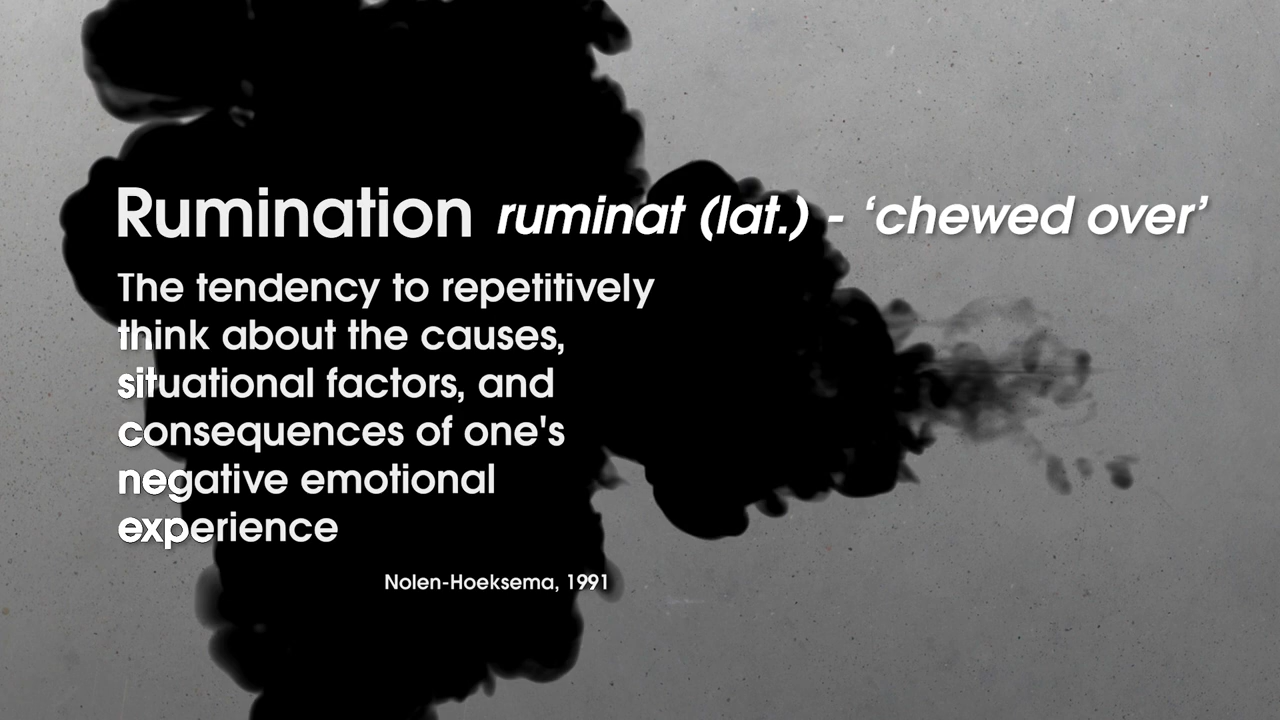 Rumination ruminat (lat.) - ‘chewed over’
The tendency to repetitively
think about the causes,
situational factors, and
consequences of one's
negative emotional
experience
Nolen-Hoeksema, 1991